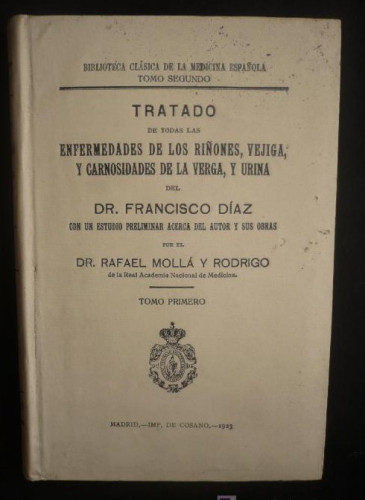 BIBLIOTECA CLÁSICA DE LA MEDICINA ESPAÑOLA
TOMO SEGUNDO
TRATADO
DE TODAS LAS
ENFERMEDADES DE LOS RIÑONES, VEJIGA,
Y CARNOSIDADES DE LA VERGA, Y URINA
DEL
DR. FRANCISCO DÍAZ
CON UN ESTUDIO PRELIMINAR ACERCA DEL AUTOR Y SUS OBRAS
POR EL
DR. RAFAEL MOLLÁ Y RODRIGO
de la Real Academia Nacional de Medicina.
TOMO PRIMERO
MADRID.—IMP. DE COSANO.—1923